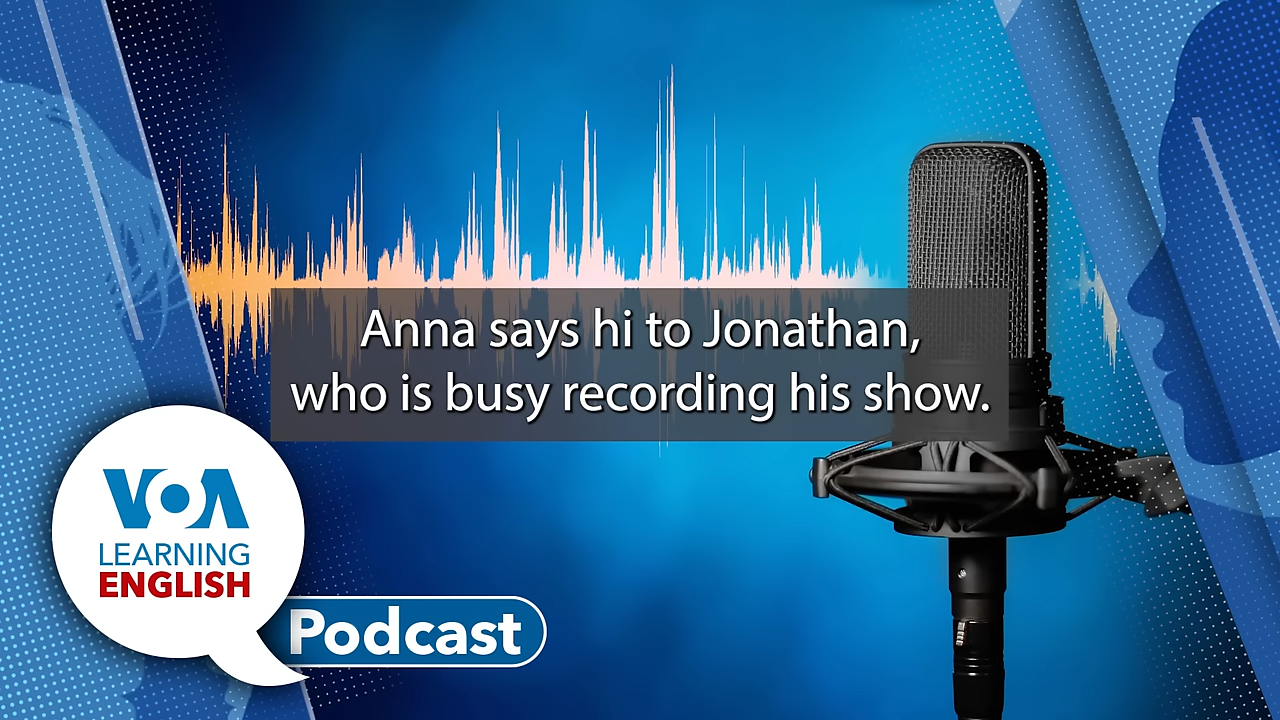 Anna says hi to Jonathan,
who is busy recording his show.
VOA
LEARNING
ENGLISH
Podcast